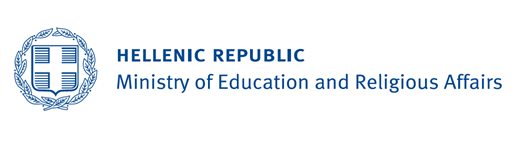 HELLENIC REPUBLIC
Ministry of Education and Religious Affairs